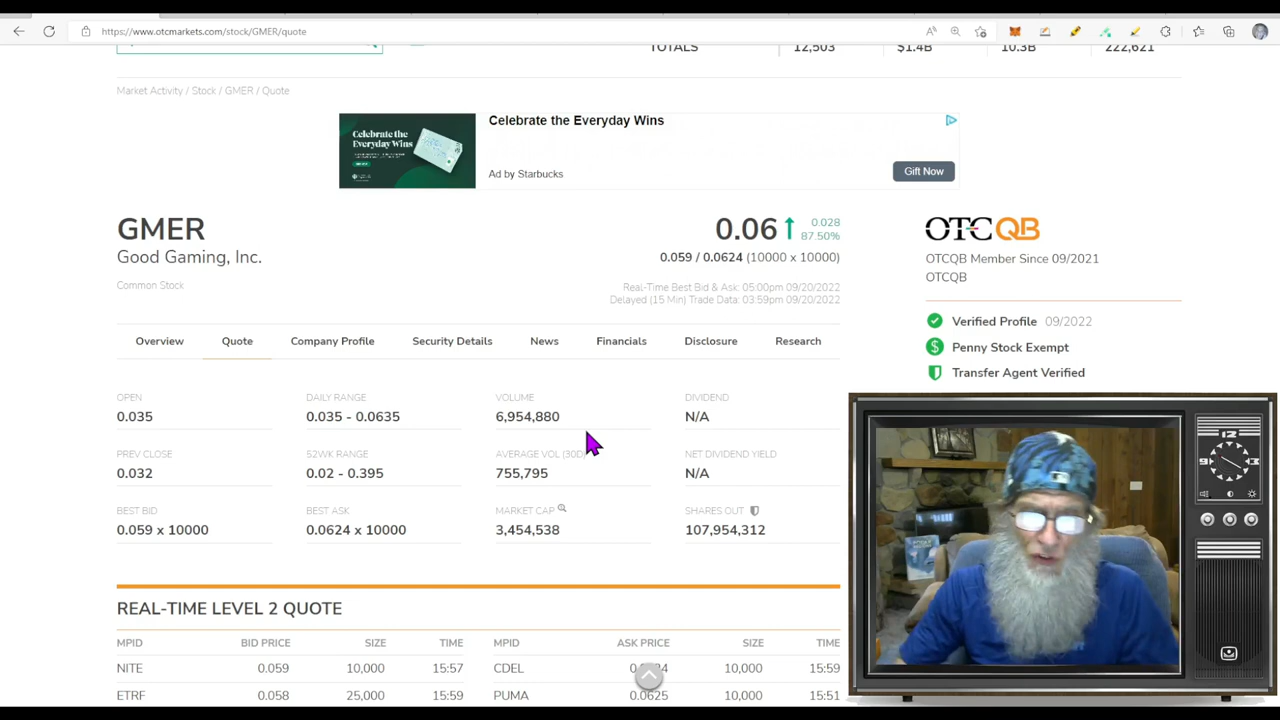 https://www.otcmarkets.com/stock/GMER/quote
TOTALS 12,503 $1.4B 10.3B 222,621
Market Activity / Stock / GMER / Quote
Celebrate the Everyday Wins
Celebrate the
Everyday Wins
Ad by Starbucks
Gift Now
GMER
Good Gaming, Inc.
Common Stock
0.06 0.028
87.50%
0.059 / 0.0624 (10000 x 10000)
Real-Time Best Bid & Ask: 05:00pm 09/20/2022
Delayed (15 Min) Trade Data: 03:59pm 09/20/2022
OTCQB
OTCQB Member Since 09/2021
OTCQB
Verified Profile 09/2022
Penny Stock Exempt
Transfer Agent Verified
Overview Quote Company Profile Security Details News Financials Disclosure Research
OPEN DAILY RANGE VOLUME DIVIDEND
0.035 0.035 - 0.0635 6,954,880 N/A
PREV CLOSE 52WK RANGE AVERAGE VOL (30D) NET DIVIDEND YIELD
0.032 0.02 - 0.395 755,795 N/A
BEST BID BEST ASK MARKET CAP SHARES OUT
0.059 x 10000 0.0624 x 10000 3,454,538 107,954,312
REAL-TIME LEVEL 2 QUOTE
MPID BID PRICE SIZE TIME MPID ASK PRICE SIZE TIME
NITE 0.059 10,000 15:57 CDEL 10,000 15:59
ETRF 0.058 25,000 15:59 PUMA 0.0625 10,000 15:51
12
3
9